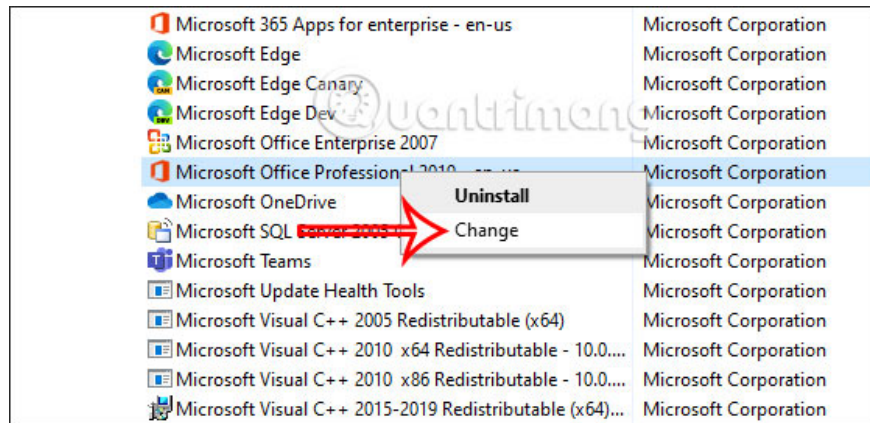 Microsoft 365 Apps for enterprise - en-us Microsoft Corporation
Microsoft Edge Microsoft Corporation
Microsoft Edge Canary Microsoft Corporation
Microsoft Edge Dev Microsoft Corporation
Quantrimang
Microsoft Office Enterprise 2007 Microsoft Corporation
Microsoft Office Professional 2010 - en-us Microsoft Corporation
Uninstall
Microsoft OneDrive Microsoft Corporation
Microsoft SQL Server 2005 Change Microsoft Corporation
Microsoft Teams Microsoft Corporation
Microsoft Update Health Tools Microsoft Corporation
Microsoft Visual C++ 2005 Redistributable (x64) Microsoft Corporation
Microsoft Visual C++ 2010 x64 Redistributable - 10.0.... Microsoft Corporation
Microsoft Visual C++ 2010 x86 Redistributable - 10.0.... Microsoft Corporation
Microsoft Visual C++ 2015-2019 Redistributable (x64)... Microsoft Corporation